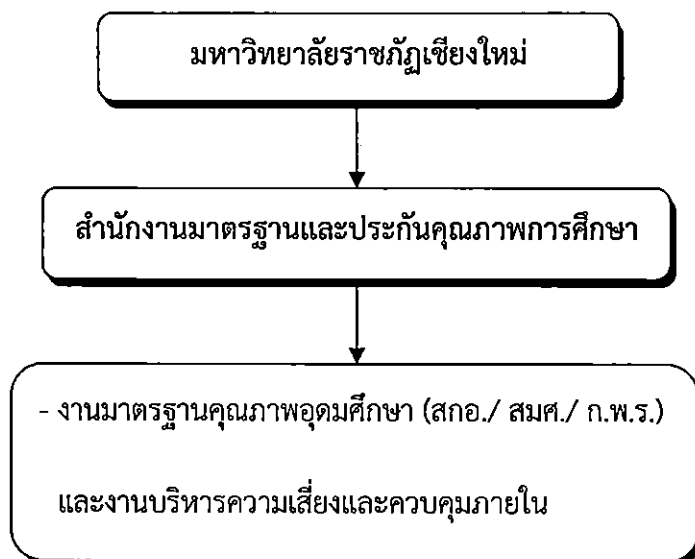 มหาวิทยาลัยราชภัฏเชียงใหม่
สำนักงานมาตรฐานและประกันคุณภาพการศึกษา
- งานมาตรฐานคุณภาพอุดมศึกษา (สกอ./ สมศ./ ก.พ.ร.)
และงานบริหารความเสี่ยงและควบคุมภายใน